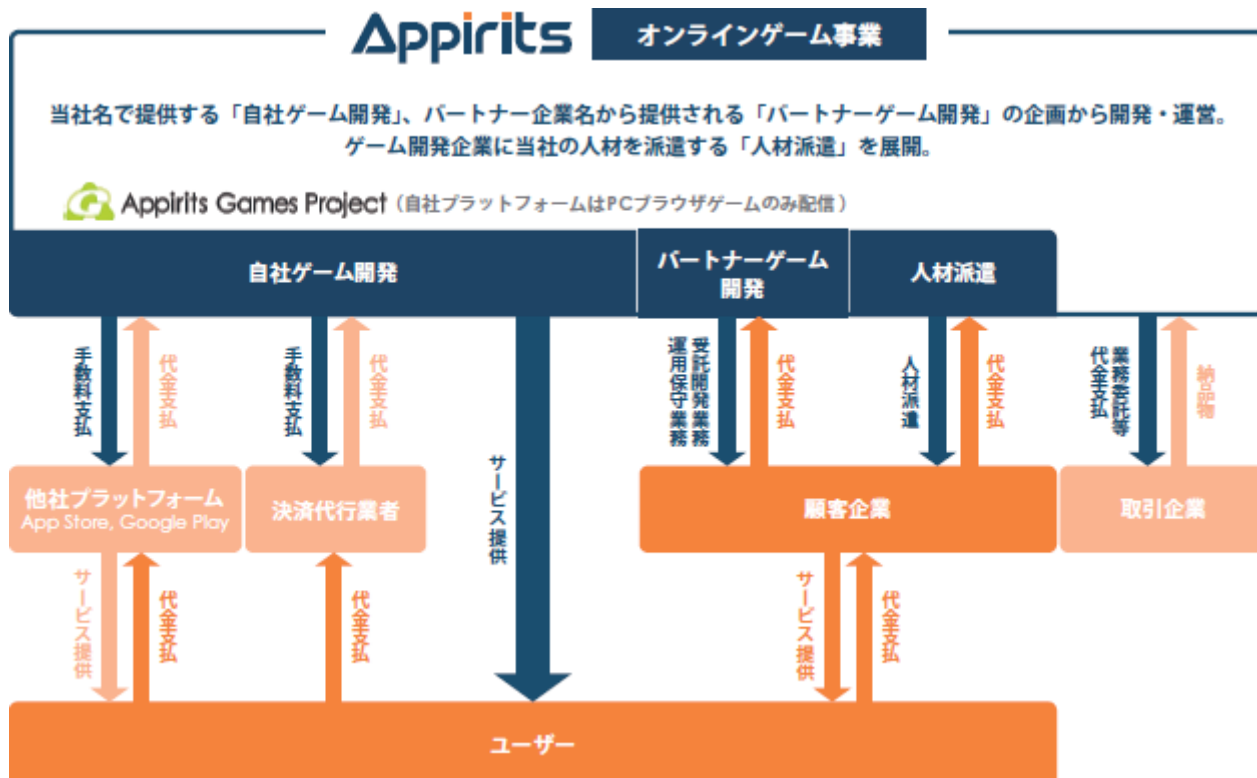 Appirits オンラインゲーム事業
当社名で提供する「自社ゲーム開発」、パートナー企業名から提供される「パートナーゲーム開発」の企画から開発・運営。
ゲーム開発企業に当社の人材を派遣する「人材派遣」を展開。
Appirits Games Project (自社プラットフォームはPCブラウザゲームのみ配信)
自社ゲーム開発
パートナーゲーム
開発
人材派遣
手数料支払
代金支払
手数料支払
代金支払
サービス提供
受託開発業務
運用保守業務
代金支払
人材派遣
代金支払
業務委託等
代金支払
納品物
他社プラットフォーム
App Store, Google Play
決済代行業者
顧客企業
取引企業
サービス提供
代金支払
代金支払
サービス提供
代金支払
ユーザー